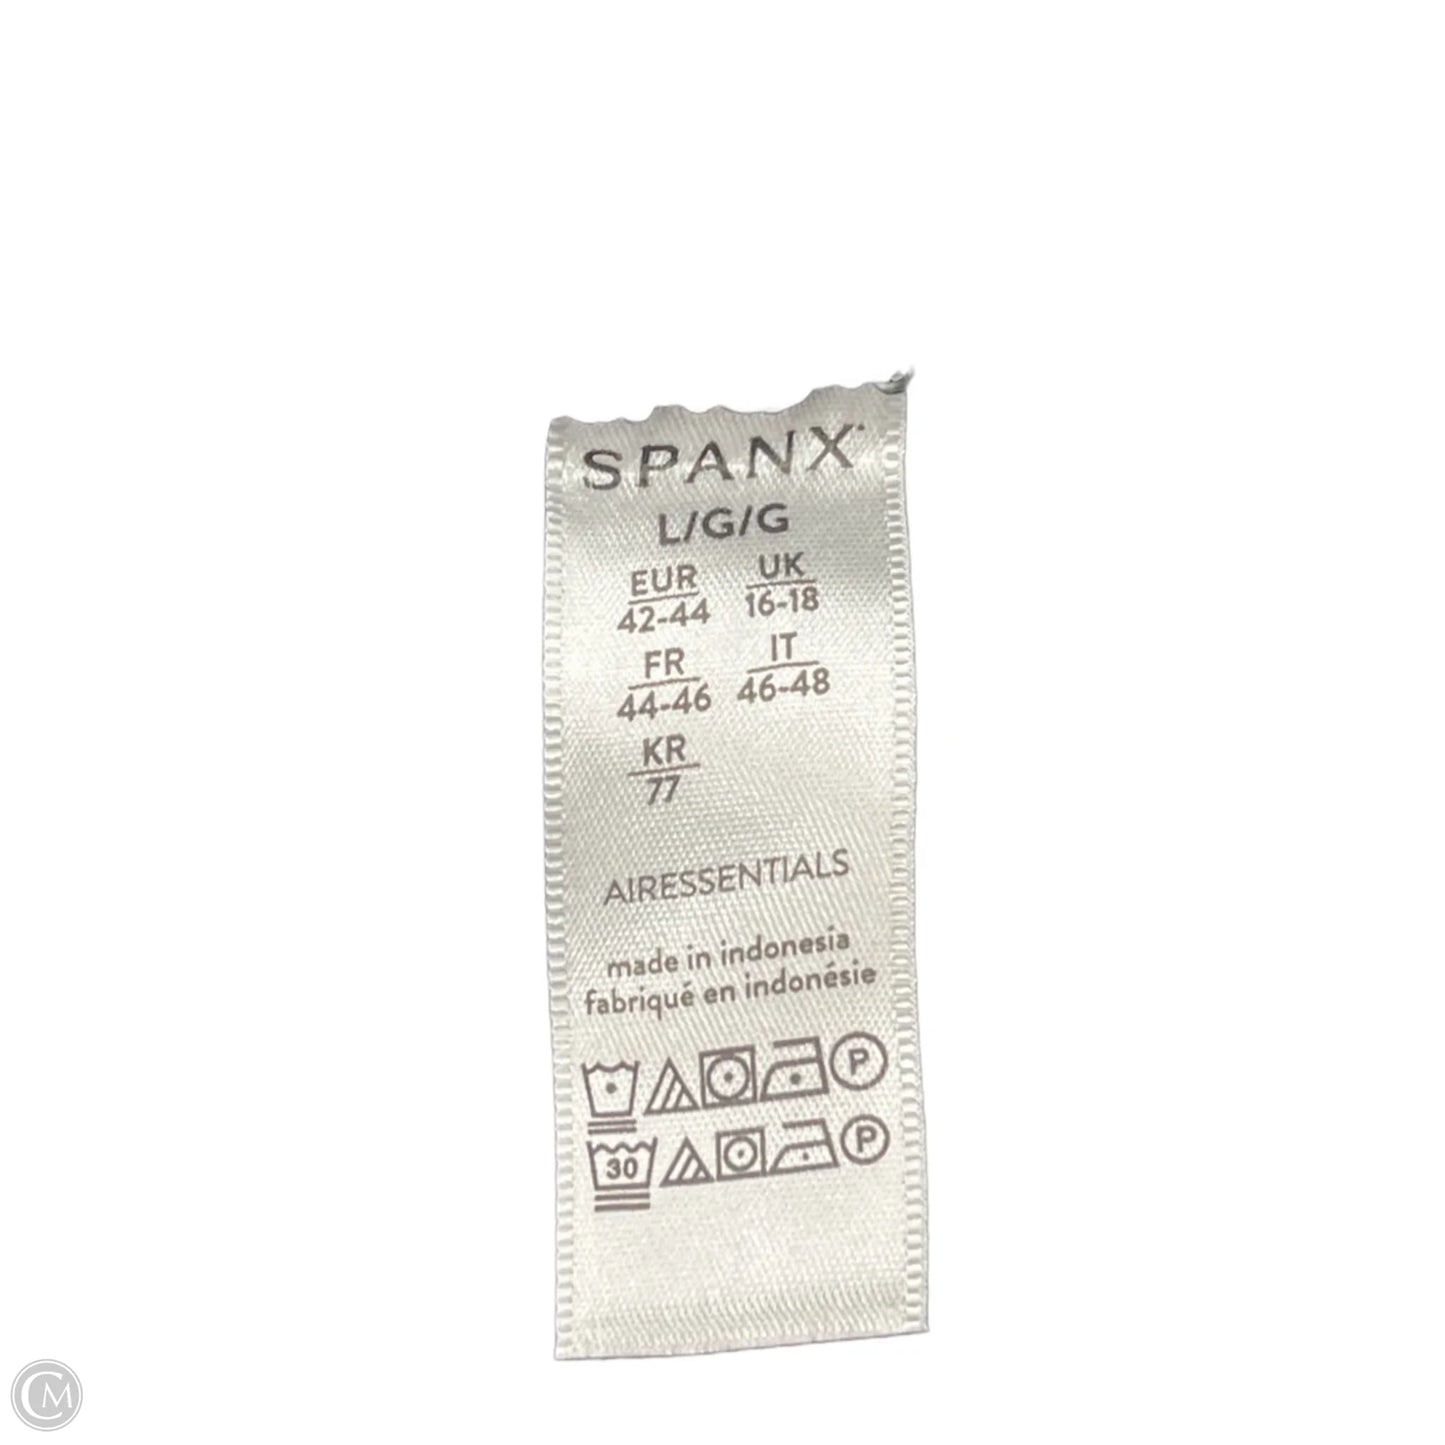 SPANX
L/G/G
EUR UK
42-44 16-18
FR IT
44-46 46-48
KR
77
AIRESSENTIALS
made in indonesia
fabriqué en indonésie
P
30 P
CM